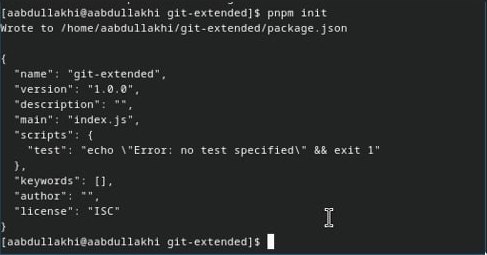 [aabdullakhi@aabdullakhi git-extended]$ pnpm init
Wrote to /home/aabdullakhi/git-extended/package.json
{
  "name": "git-extended",
  "version": "1.0.0",
  "description": "",
  "main": "index.js",
  "scripts": {
    "test": "echo \"Error: no test specified\" && exit 1"
  },
  "keywords": [],
  "author": "",
  "license": "ISC"
}
[aabdullakhi@aabdullakhi git-extended]$